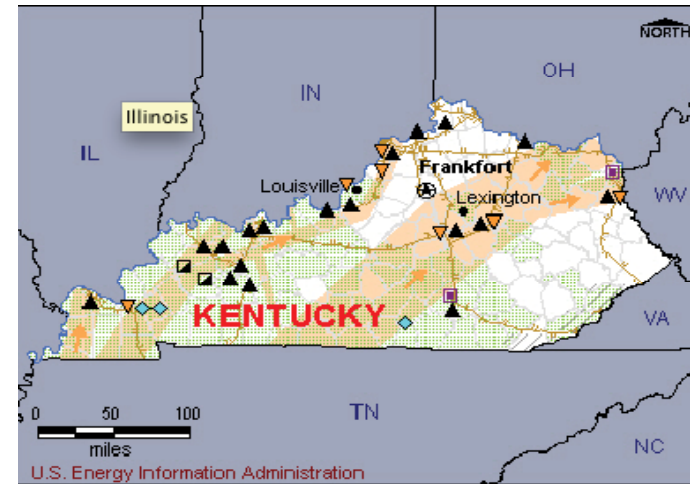 NORTH
OH
IN
Illinois
IL
Frankfort
Louisville
Lexington
WV
KENTUCKY
VA
TN
0 50 100
miles
NC
U.S. Energy Information Administration